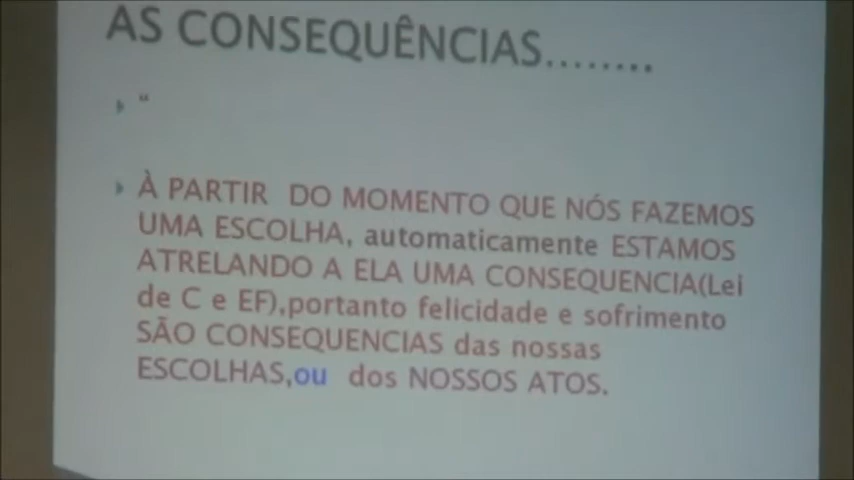 AS CONSEQUÊNCIAS........
“
À PARTIR DO MOMENTO QUE NÓS FAZEMOS
UMA ESCOLHA, automaticamente ESTAMOS
ATRELANDO A ELA UMA CONSEQUENCIA(Lei
de C e EF),portanto felicidade e sofrimento
SÃO CONSEQUENCIAS das nossas
ESCOLHAS,ou dos NOSSOS ATOS.